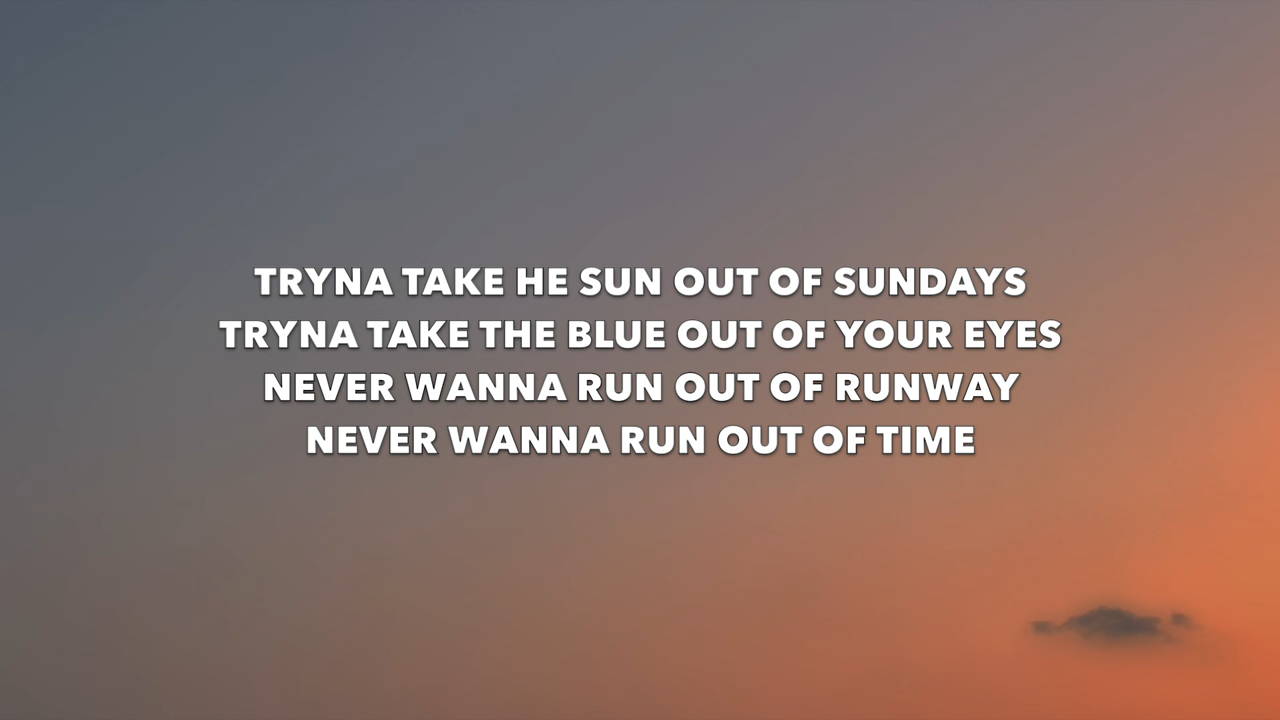 TRYNA TAKE HE SUN OUT OF SUNDAYS
TRYNA TAKE THE BLUE OUT OF YOUR EYES
NEVER WANNA RUN OUT OF RUNWAY
NEVER WANNA RUN OUT OF TIME